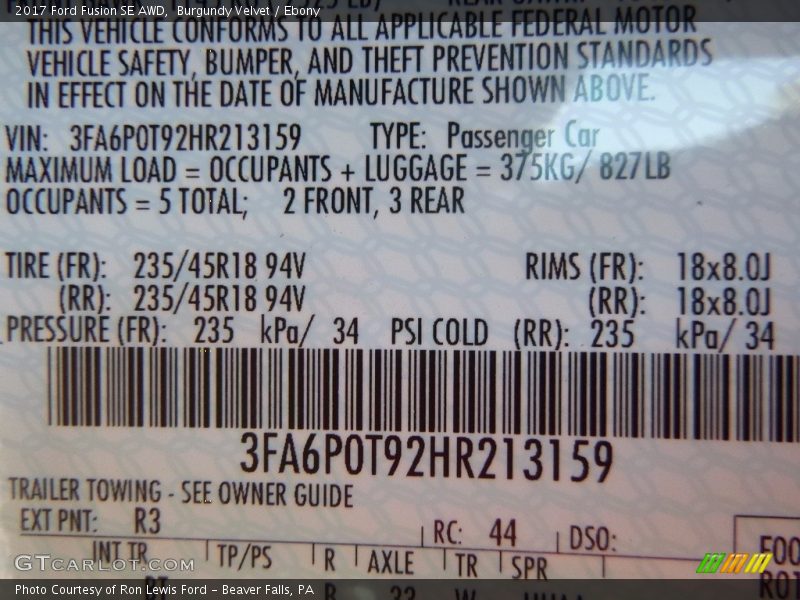 2017 Ford Fusion SE AWD, Burgundy Velvet / Ebony
THIS VEHICLE CONFORMS TO ALL APPLICABLE FEDERAL MOTOR
VEHICLE SAFETY, BUMPER, AND THEFT PREVENTION STANDARDS
IN EFFECT ON THE DATE OF MANUFACTURE SHOWN ABOVE.
VIN: 3FA6P0T92HR213159 TYPE: Passenger Car
MAXIMUM LOAD = OCCUPANTS + LUGGAGE = 375KG/ 827LB
OCCUPANTS = 5 TOTAL; 2 FRONT, 3 REAR
TIRE (FR): 235/45R18 94V RIMS (FR): 18x8.0J
(RR): 235/45R18 94V (RR): 18x8.0J
PRESSURE (FR): 235 kPa/ 34 PSI COLD (RR): 235 kPa/ 34
3FA6P0T92HR213159
TRAILER TOWING - SEE OWNER GUIDE
EXT PNT: R3 RC: 44 DSO:
INT TR TP/PS R AXLE TR SPR
GTCARLOT.COM
Photo Courtesy of Ron Lewis Ford - Beaver Falls, PA